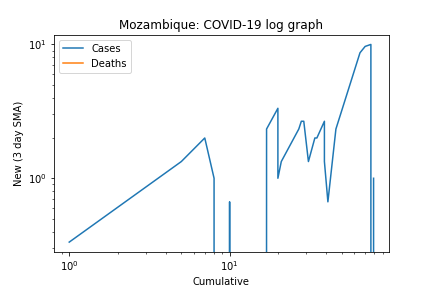 Mozambique: COVID-19 log graph
Cases
Deaths
New (3 day SMA)
10¹
10⁰
10⁰ 10¹
Cumulative